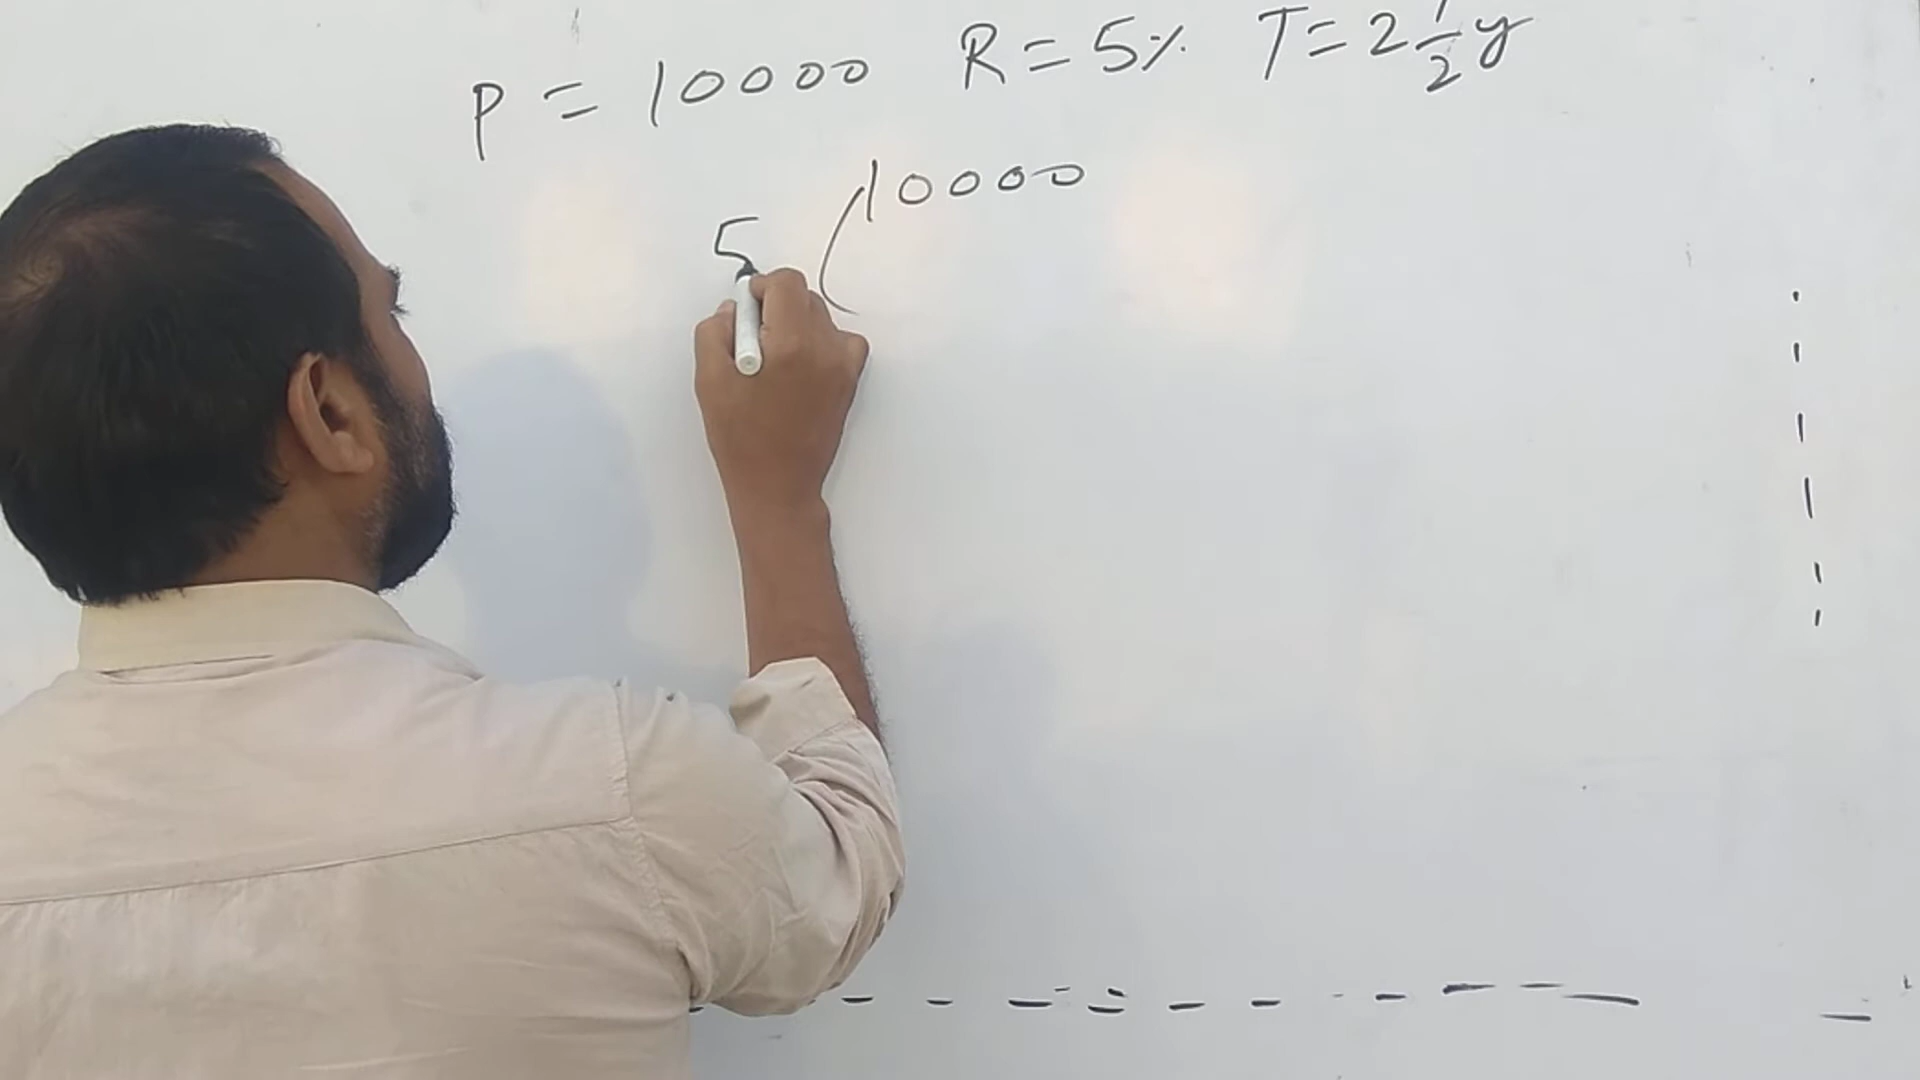 P = 10000 R = 5% T = 2 1/2 y
10000
5